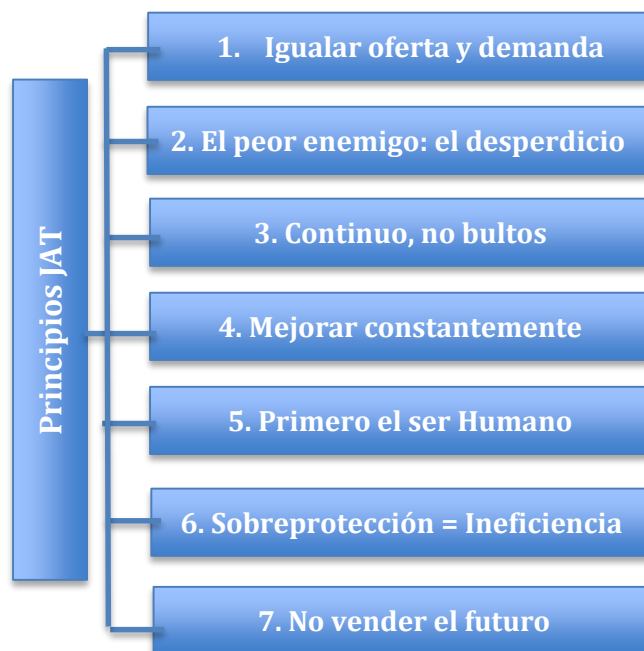 Principios JAT
1. Igualar oferta y demanda
2. El peor enemigo: el desperdicio
3. Continuo, no bultos
4. Mejorar constantemente
5. Primero el ser Humano
6. Sobreprotección = Ineficiencia
7. No vender el futuro